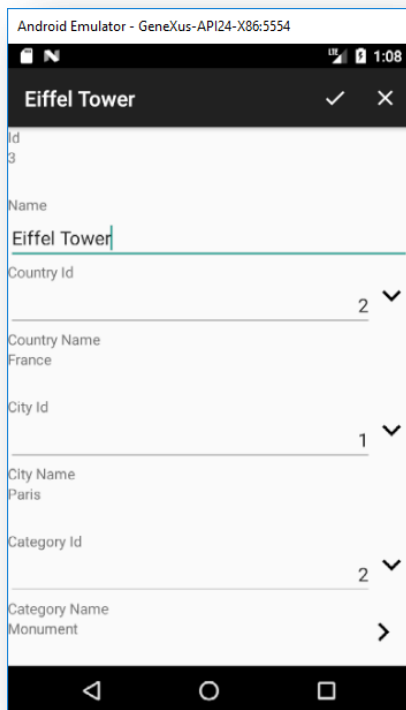 Android Emulator - GeneXus-API24-X86:5554
LTE 1:08
Eiffel Tower
Id
3
Name
Eiffel Tower
Country Id
2
Country Name
France
City Id
1
City Name
Paris
Category Id
2
Category Name
Monument